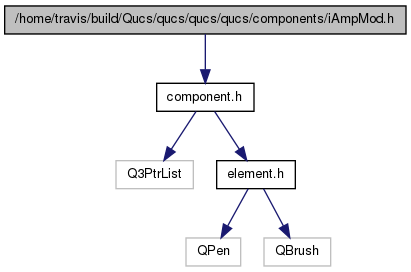 /home/travis/build/Qucs/qucs/qucs/qucs/components/iAmpMod.h
component.h
Q3PtrList
element.h
QPen
QBrush